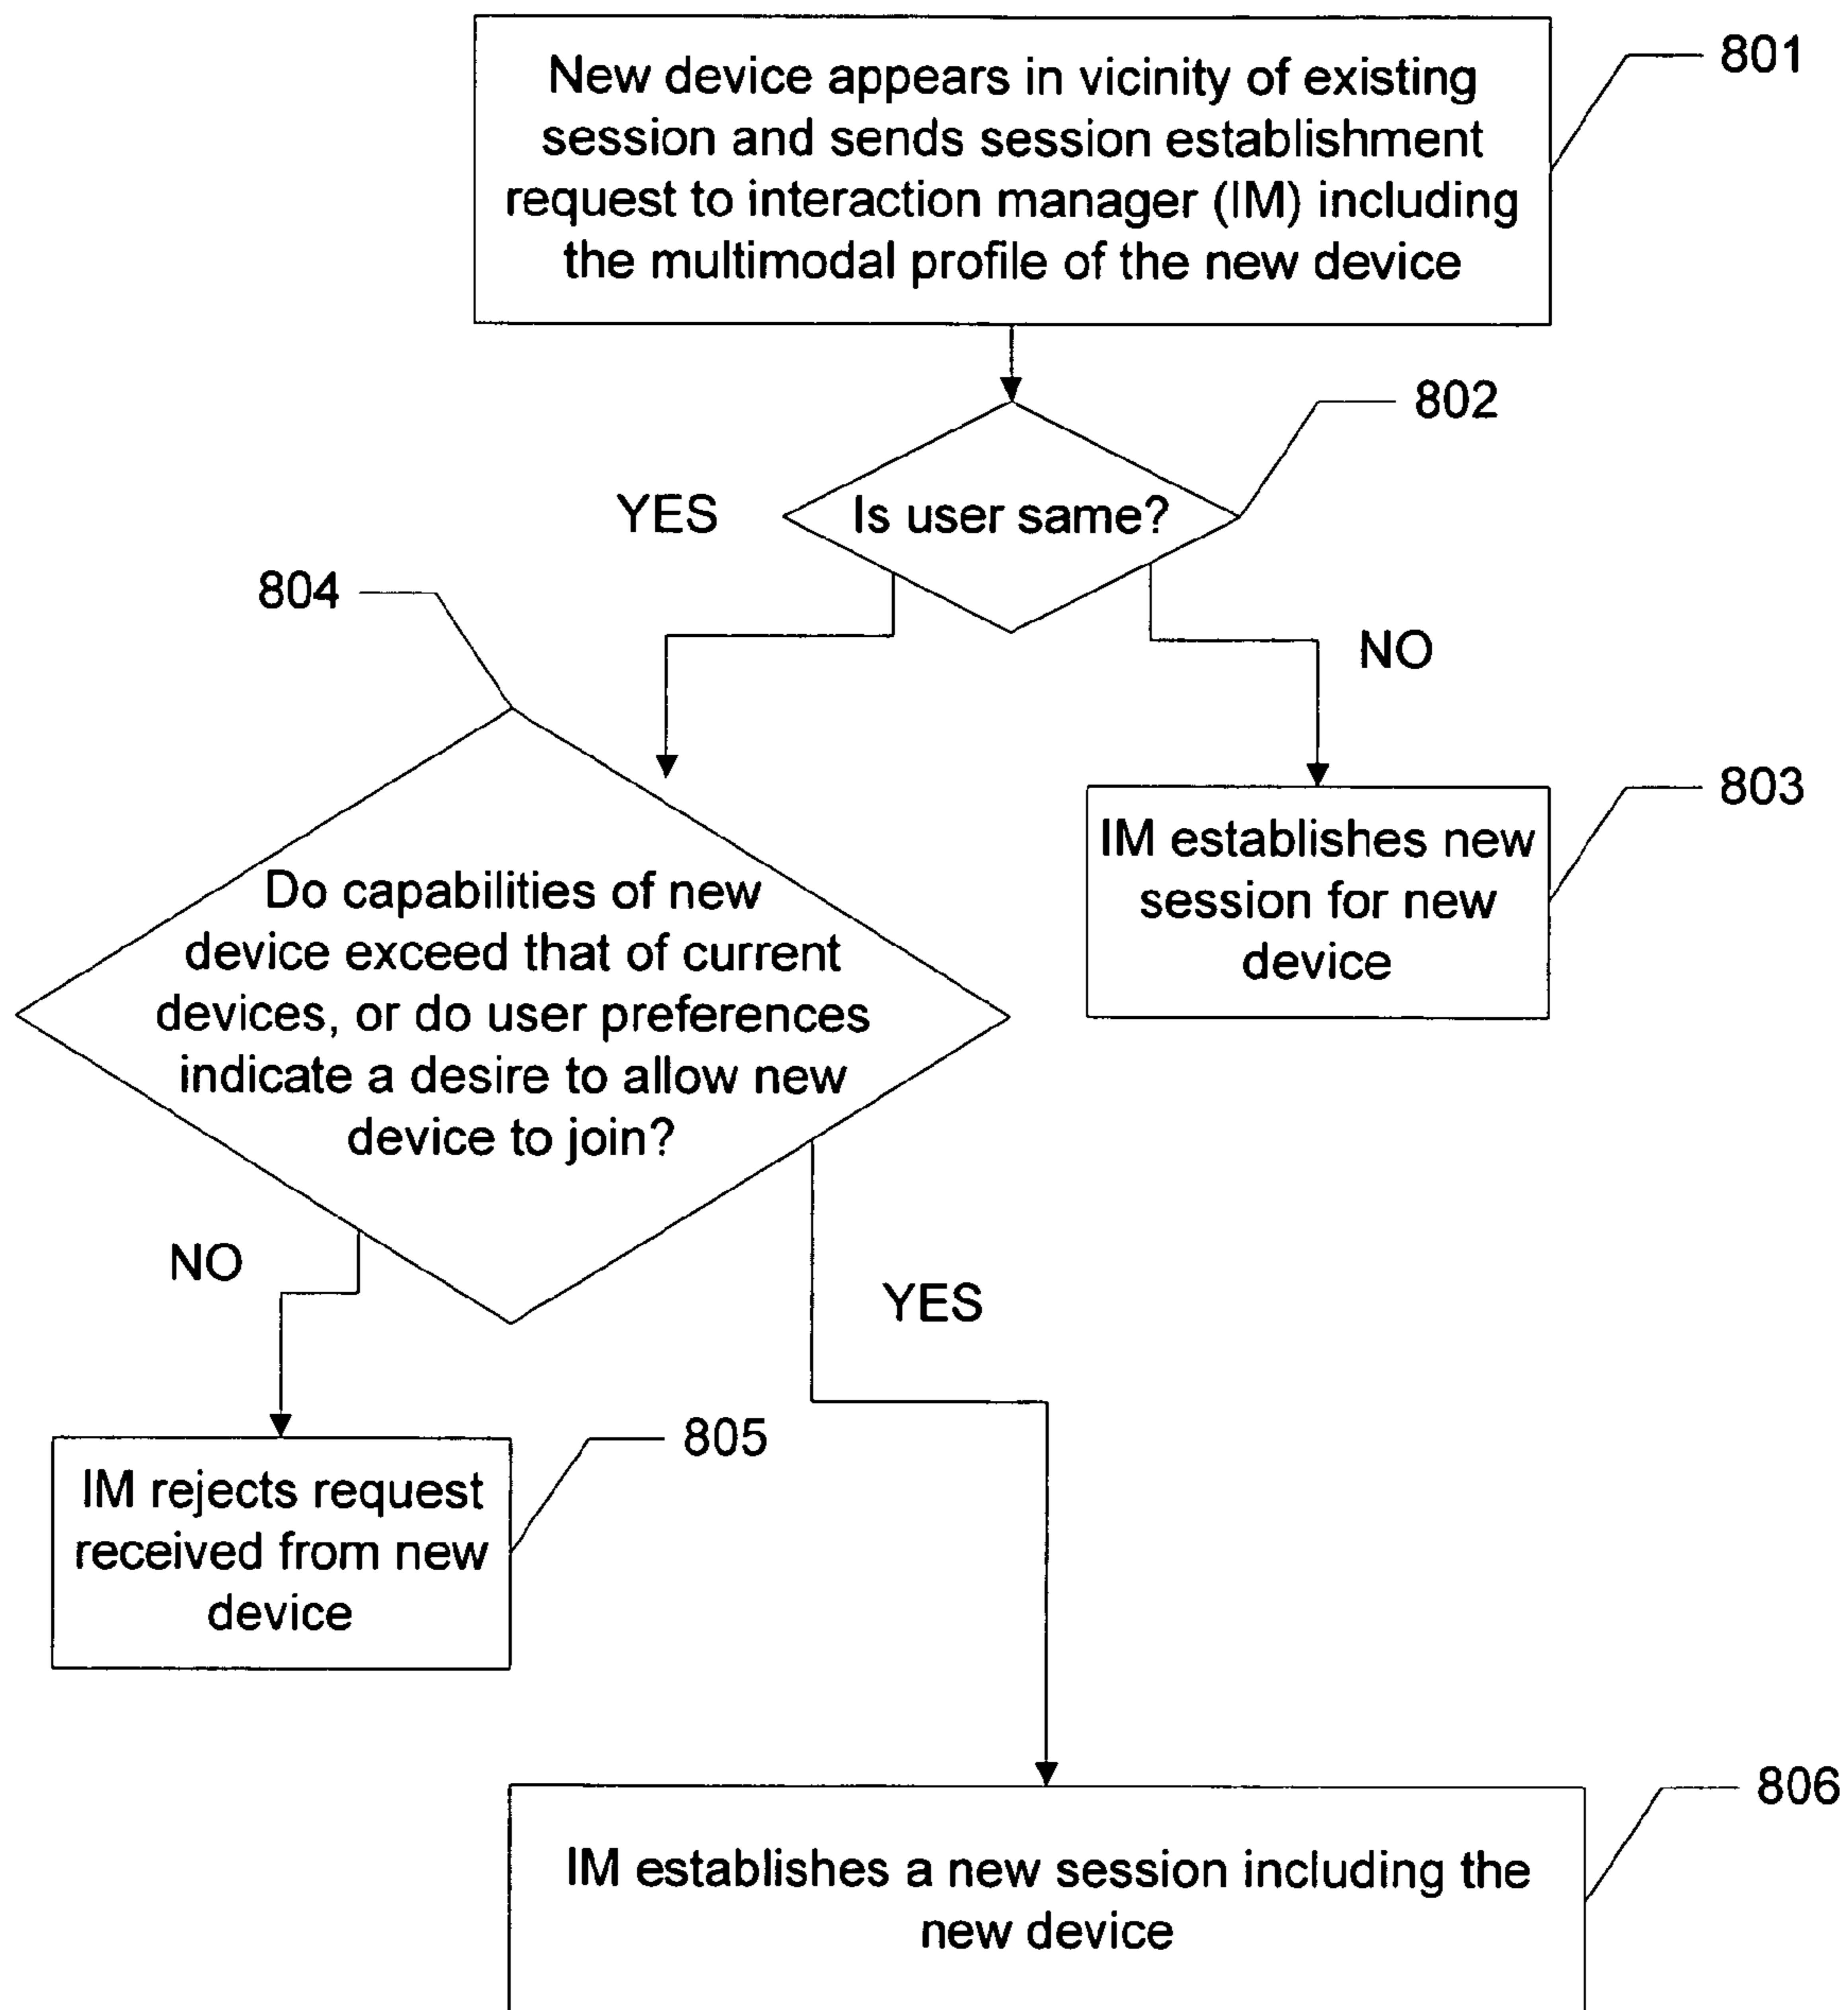 New device appears in vicinity of existing
session and sends session establishment
request to interaction manager (IM) including
the multimodal profile of the new device
801
802
YES
Is user same?
804
NO
803
IM establishes new
session for new
device
Do capabilities of new
device exceed that of current
devices, or do user preferences
indicate a desire to allow new
device to join?
NO
YES
805
IM rejects request
received from new
device
806
IM establishes a new session including the
new device